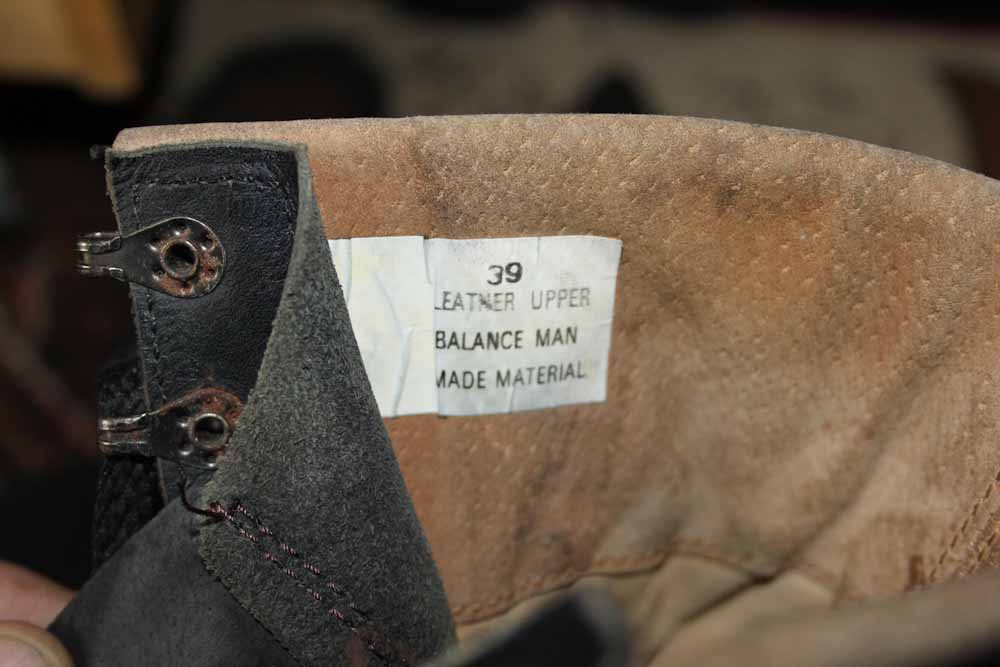 39
LEATHER UPPER
BALANCE MAN
MADE MATERIAL